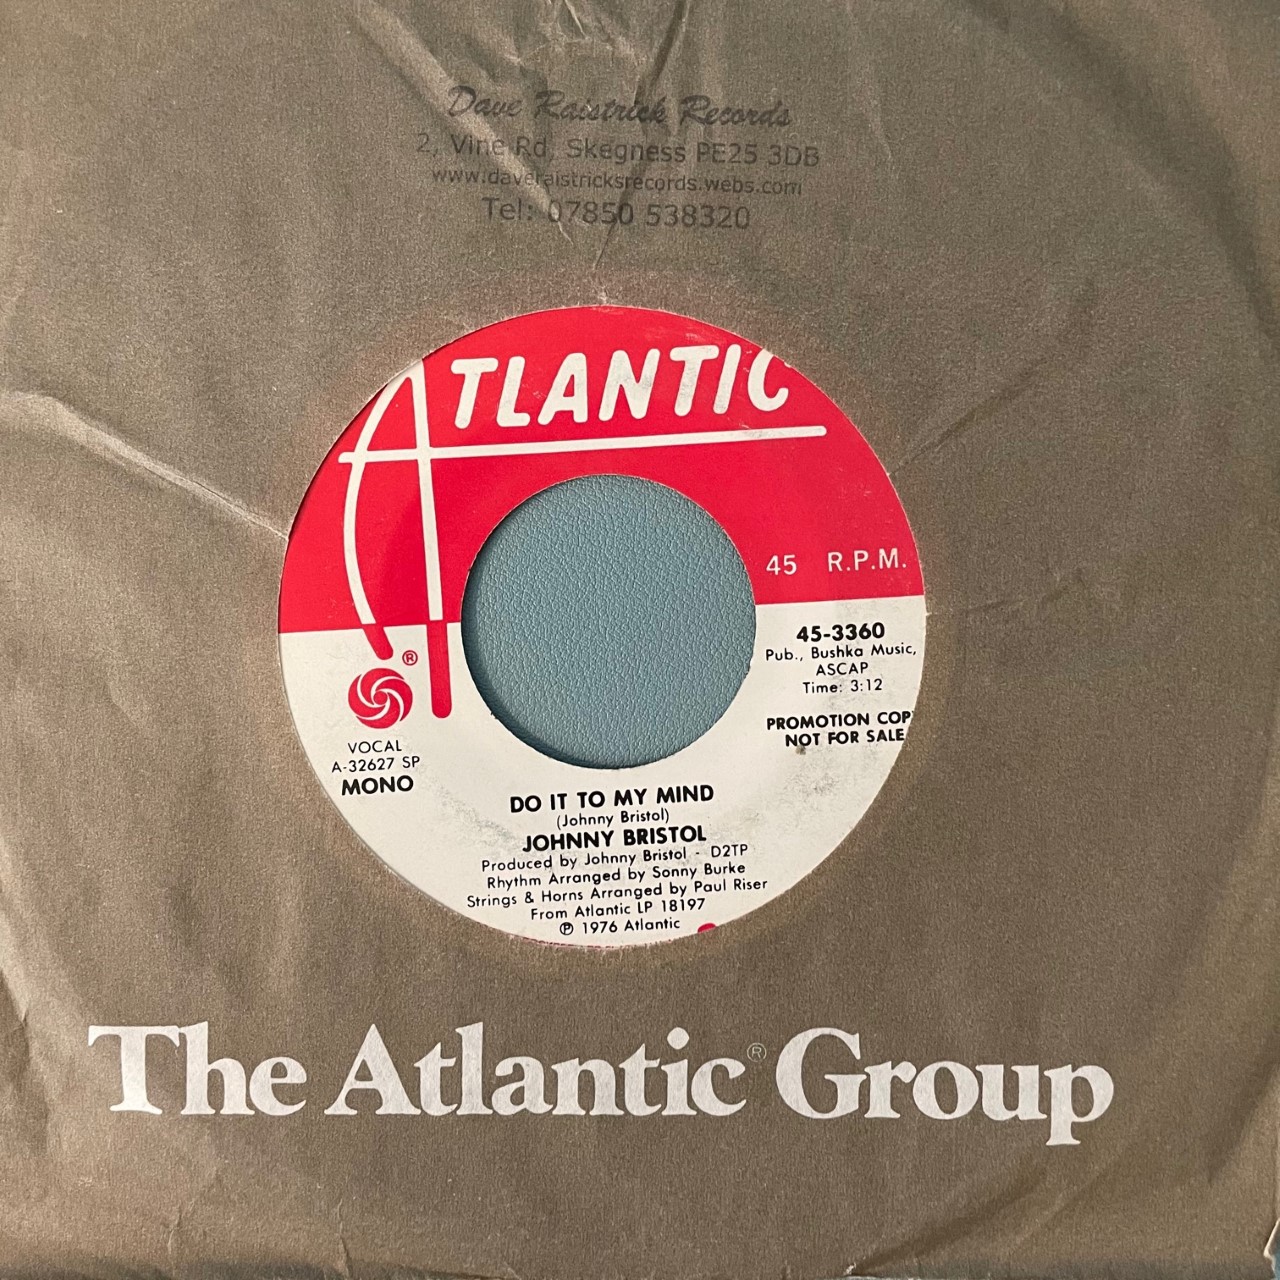 Dave Raistrick Records
2, Vine Rd, Skegness PE25 3DB
www.daveraistricksrecords.webs.com
Tel: 07850 538320
ATLANTIC
45 R.P.M.
45-3360
Pub., Bushka Music,
ASCAP
Time: 3:12
PROMOTION COP
NOT FOR SALE
®
VOCAL
A-32627 SP
MONO
DO IT TO MY MIND
(Johnny Bristol)
JOHNNY BRISTOL
Produced by Johnny Bristol - D2TP
Rhythm Arranged by Sonny Burke
Strings & Horns Arranged by Paul Riser
From Atlantic LP 18197
℗ 1976 Atlantic
The Atlantic® Group